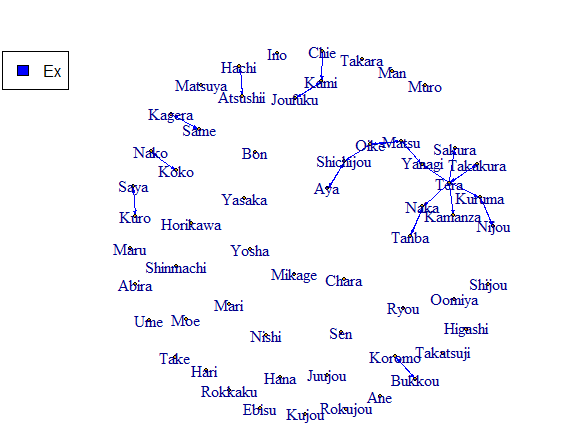 Ex
Ino
Chie
Takara
Hachi
Man
Matsuya
Kami
Muro
Atsushii
Joufuku
Kagera
Same
Oike
Matsu
Nako
Bon
Sakura
Shichijou
Yanagi
Takakura
Koko
Saya
Aya
Tera
Yasaka
Kuruma
Naka
Kuro
Kamanza
Horikawa
Nijou
Tanba
Maru
Yosha
Shinmachi
Mikage
Chara
Abira
Shijou
Oomiya
Mari
Ryou
Ume
Moe
Higashi
Nishi
Sen
Take
Koromo
Takatsuji
Hari
Hana
Juujou
Bukkou
Rokkaku
Ane
Ebisu
Kujou
Rokujou